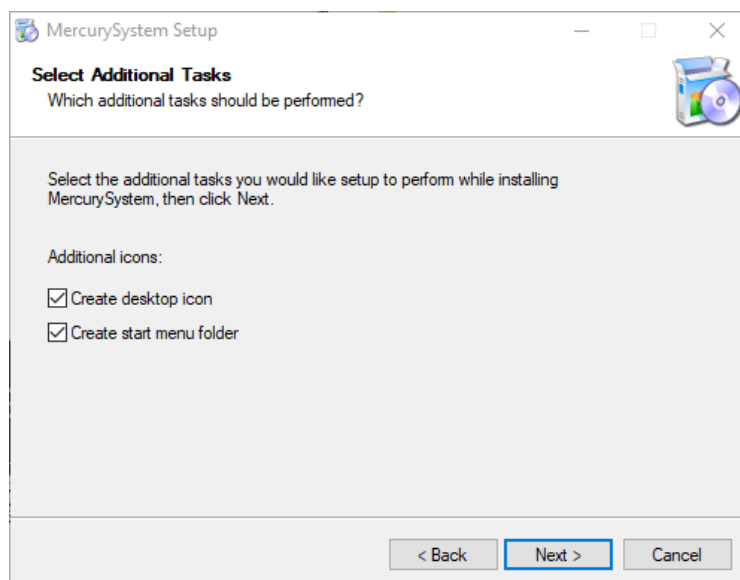 MercurySystem Setup
Select Additional Tasks
Which additional tasks should be performed?
Select the additional tasks you would like setup to perform while installing
MercurySystem, then click Next.
Additional icons:
Create desktop icon
Create start menu folder
< Back
Next >
Cancel